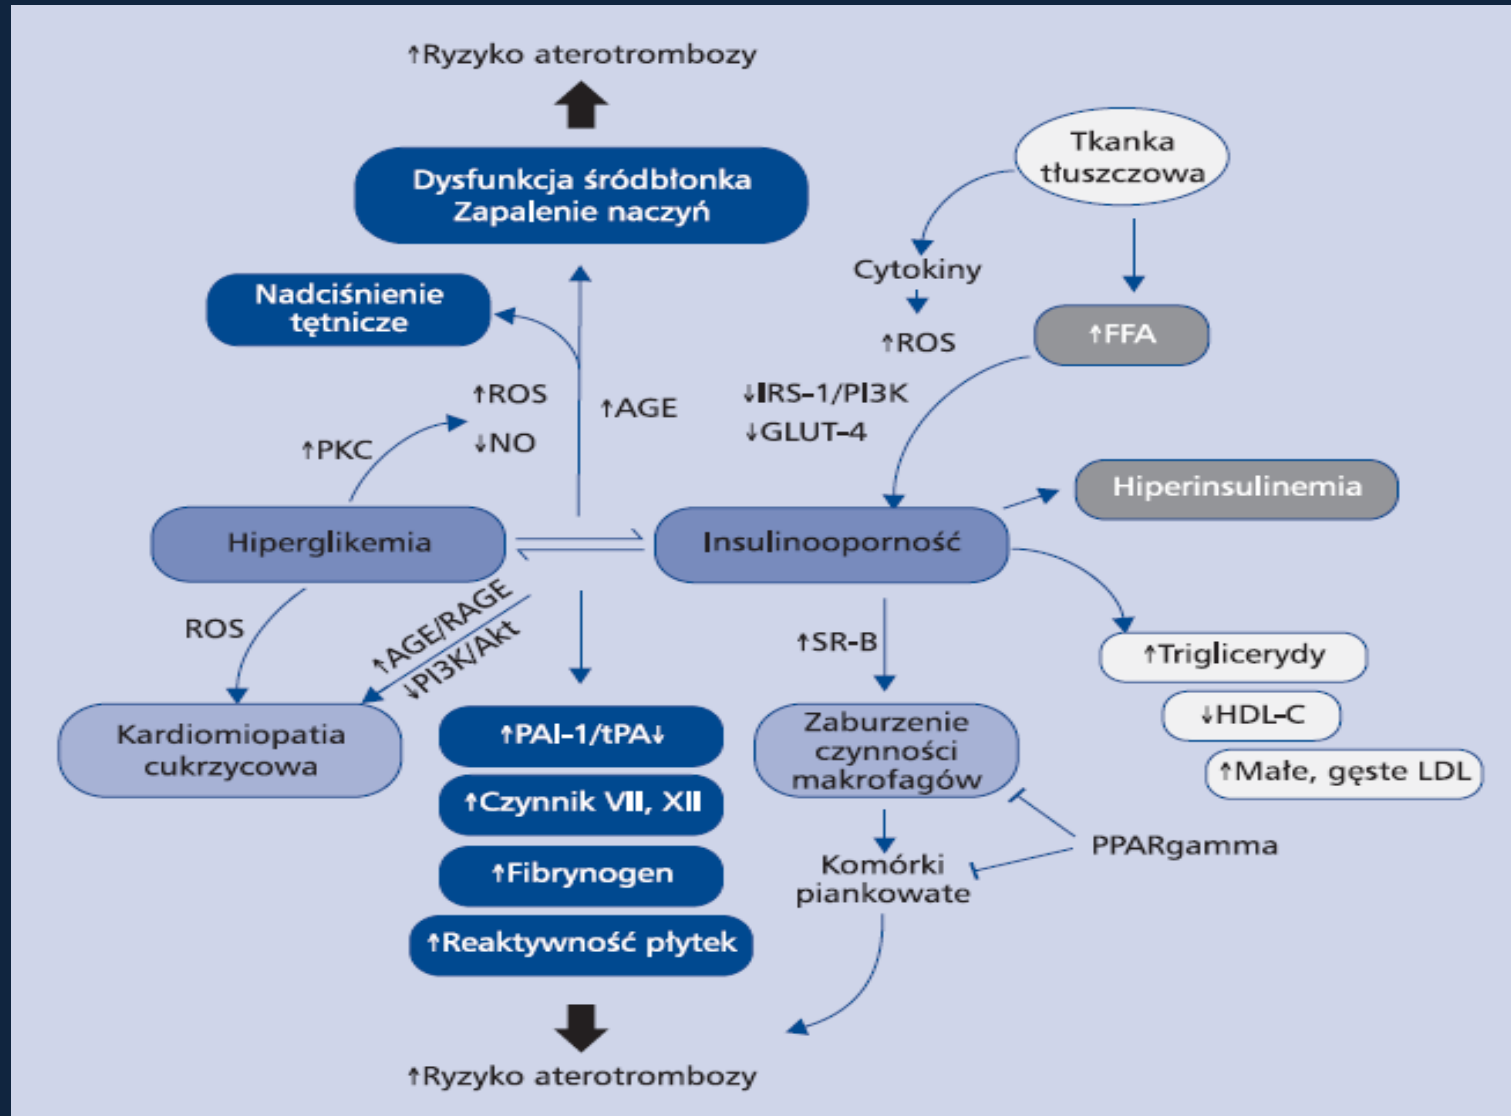 ↑Ryzyko aterotrombozy
Dysfunkcja śródbłonka
Zapalenie naczyń
Nadciśnienie
tętnicze
↑ROS
↓NO
↑PKC
↑AGE
Tkanka
tłuszczowa
Cytokiny
↑ROS
↑FFA
↓IRS-1/PI3K
↓GLUT-4
Hiperinsulinemia
Hiperglikemia
Insulinooporność
ROS
↑AGE/RAGE
↓PI3K/Akt
↑SR-B
↑Triglicerydy
↓HDL-C
↑Małe, gęste LDL
Kardiomiopatia
cukrzycowa
↑PAI-1/tPA↓
↑Czynnik VII, XII
↑Fibrynogen
↑Reaktywność płytek
Zaburzenie
czynności
makrofagów
PPARgamma
Komórki
piankowate
↑Ryzyko aterotrombozy